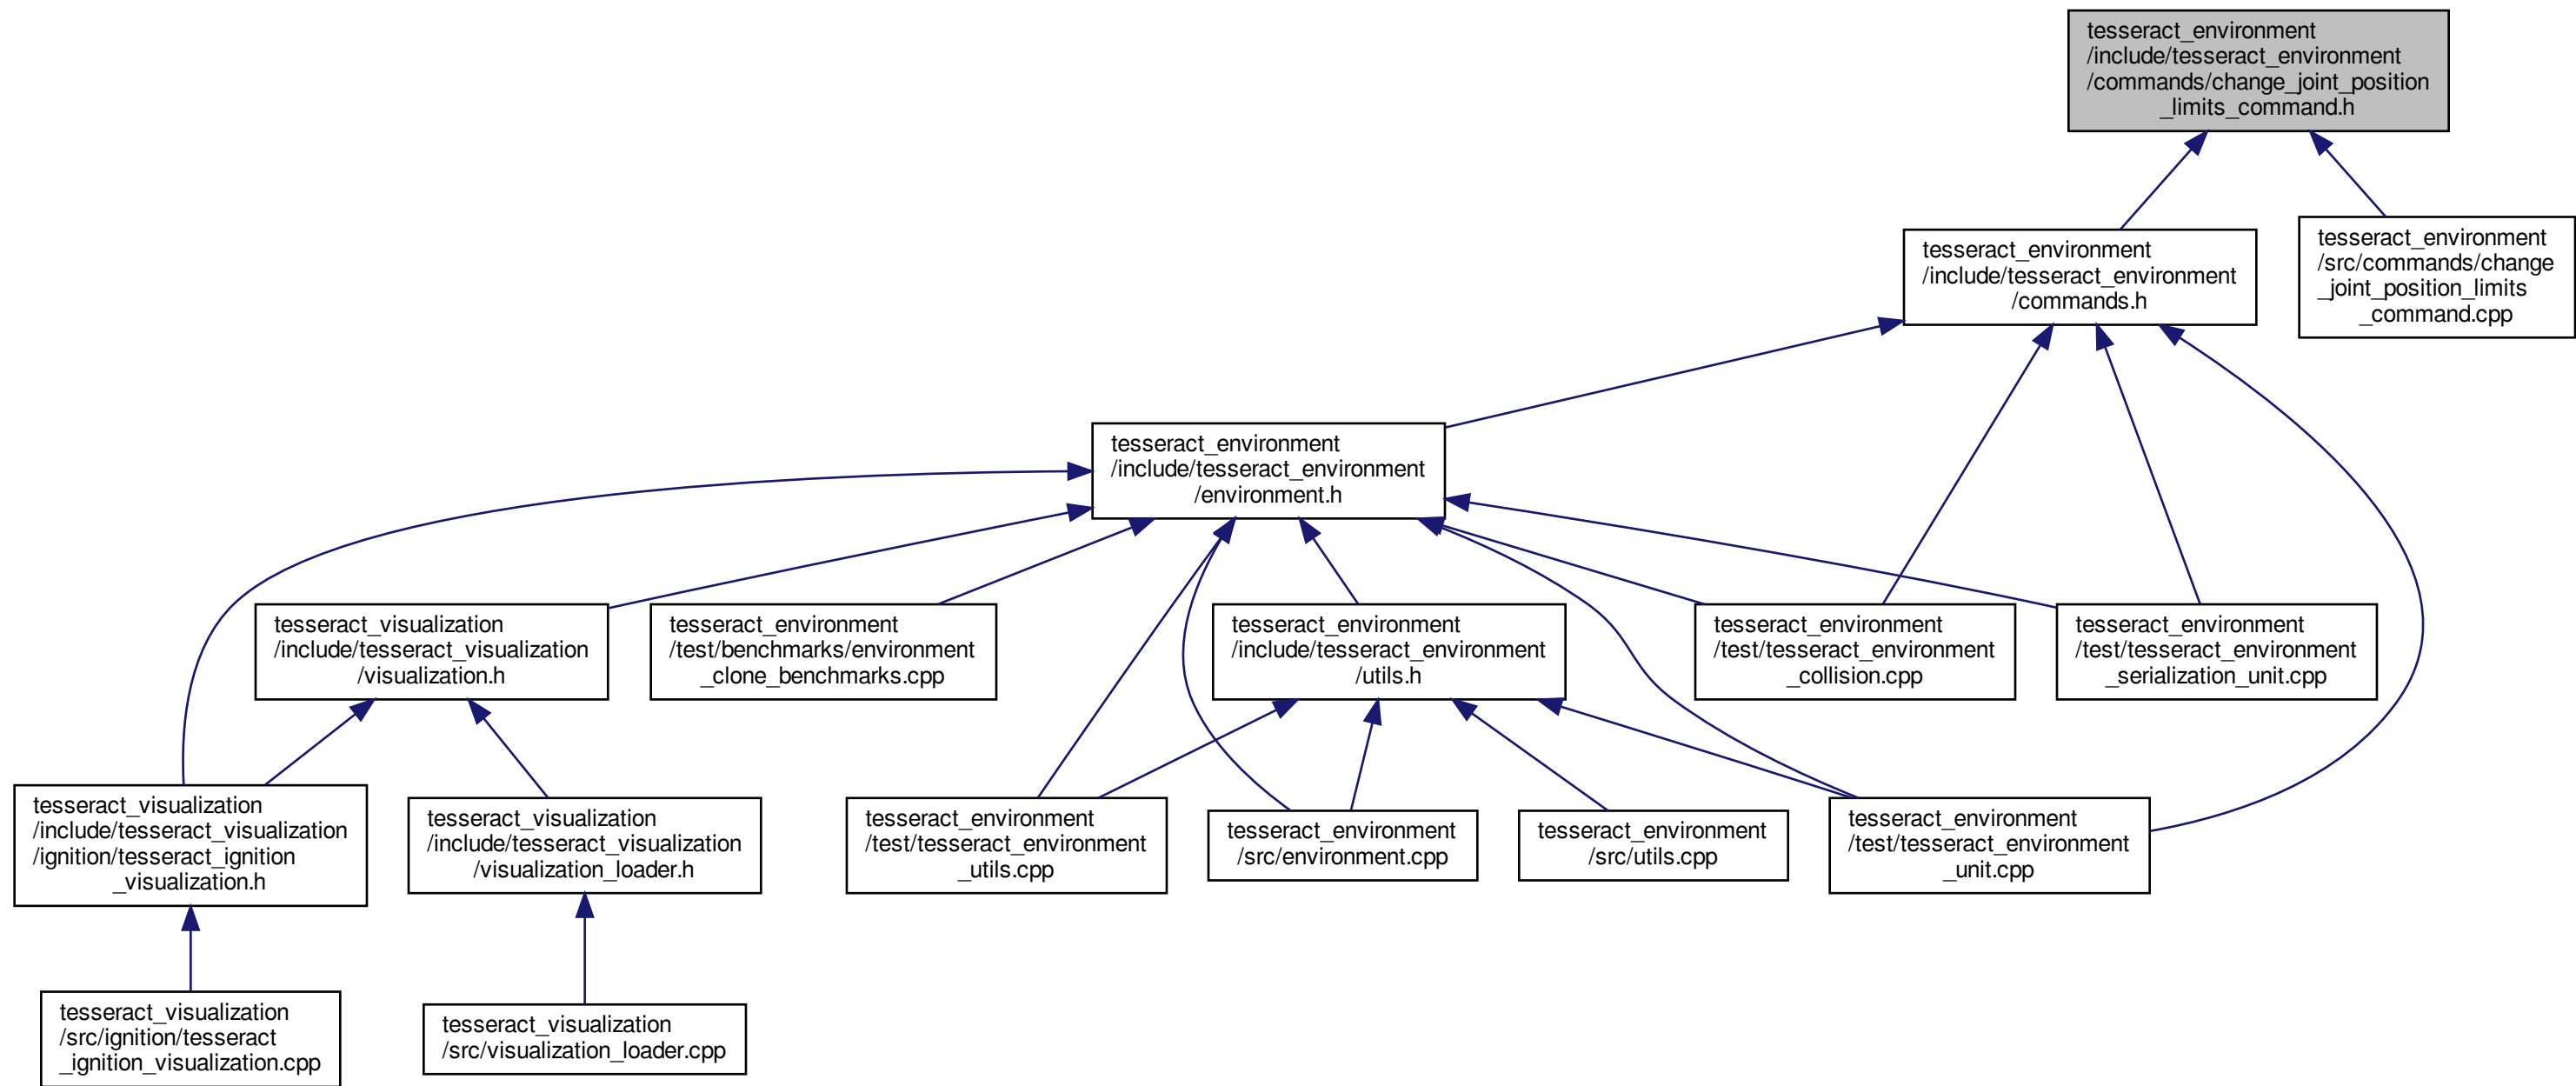 tesseract_environment
/include/tesseract_environment
/commands/change_joint_position
_limits_command.h
tesseract_environment
/include/tesseract_environment
/commands.h
tesseract_environment
/src/commands/change
_joint_position_limits
_command.cpp
tesseract_environment
/include/tesseract_environment
/environment.h
tesseract_visualization
/include/tesseract_visualization
/visualization.h
tesseract_environment
/test/benchmarks/environment
_clone_benchmarks.cpp
tesseract_environment
/include/tesseract_environment
/utils.h
tesseract_environment
/test/tesseract_environment
_collision.cpp
tesseract_environment
/test/tesseract_environment
_serialization_unit.cpp
tesseract_visualization
/include/tesseract_visualization
/ignition/tesseract_ignition
_visualization.h
tesseract_visualization
/include/tesseract_visualization
/visualization_loader.h
tesseract_environment
/test/tesseract_environment
_utils.cpp
tesseract_environment
/src/environment.cpp
tesseract_environment
/src/utils.cpp
tesseract_environment
/test/tesseract_environment
_unit.cpp
tesseract_visualization
/src/ignition/tesseract
_ignition_visualization.cpp
tesseract_visualization
/src/visualization_loader.cpp